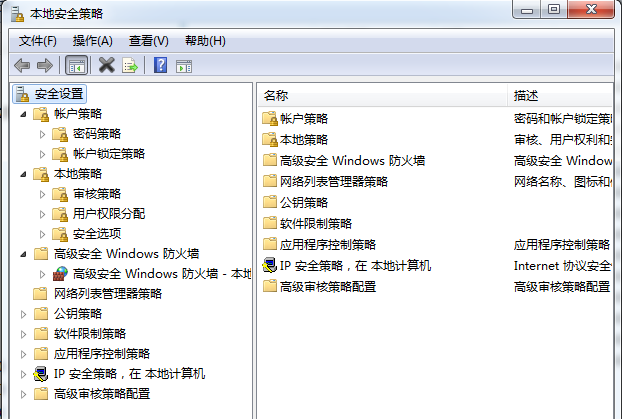 本地安全策略
文件(F) 操作(A) 查看(V) 帮助(H)
安全设置
帐户策略
密码策略
帐户锁定策略
本地策略
审核策略
用户权限分配
安全选项
高级安全 Windows 防火墙
高级安全 Windows 防火墙 - 本地
网络列表管理器策略
公钥策略
软件限制策略
应用程序控制策略
IP 安全策略，在 本地计算机
高级审核策略配置
名称 描述
帐户策略 密码和帐户锁定策
本地策略 审核、用户权利和
高级安全 Windows 防火墙 高级安全 Window
网络列表管理器策略 网络名称、图标和
公钥策略
软件限制策略
应用程序控制策略 应用程序控制策略
IP 安全策略，在 本地计算机 Internet 协议安全
高级审核策略配置 高级审核策略配置